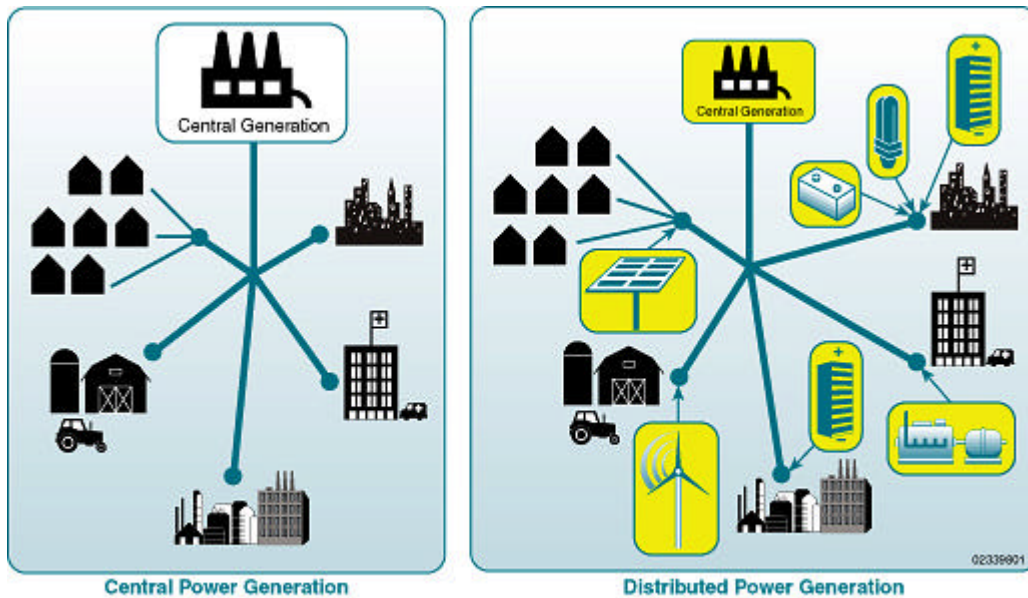 Central Generation
Central Generation
+
-
+
+
+
-
02339801
Central Power Generation
Distributed Power Generation